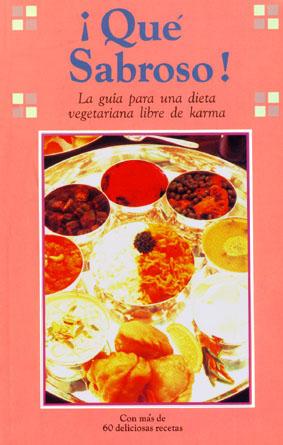 ¡Qué
Sabroso!
La guía para una dieta
vegetariana libre de karma
Con más de
60 deliciosas recetas